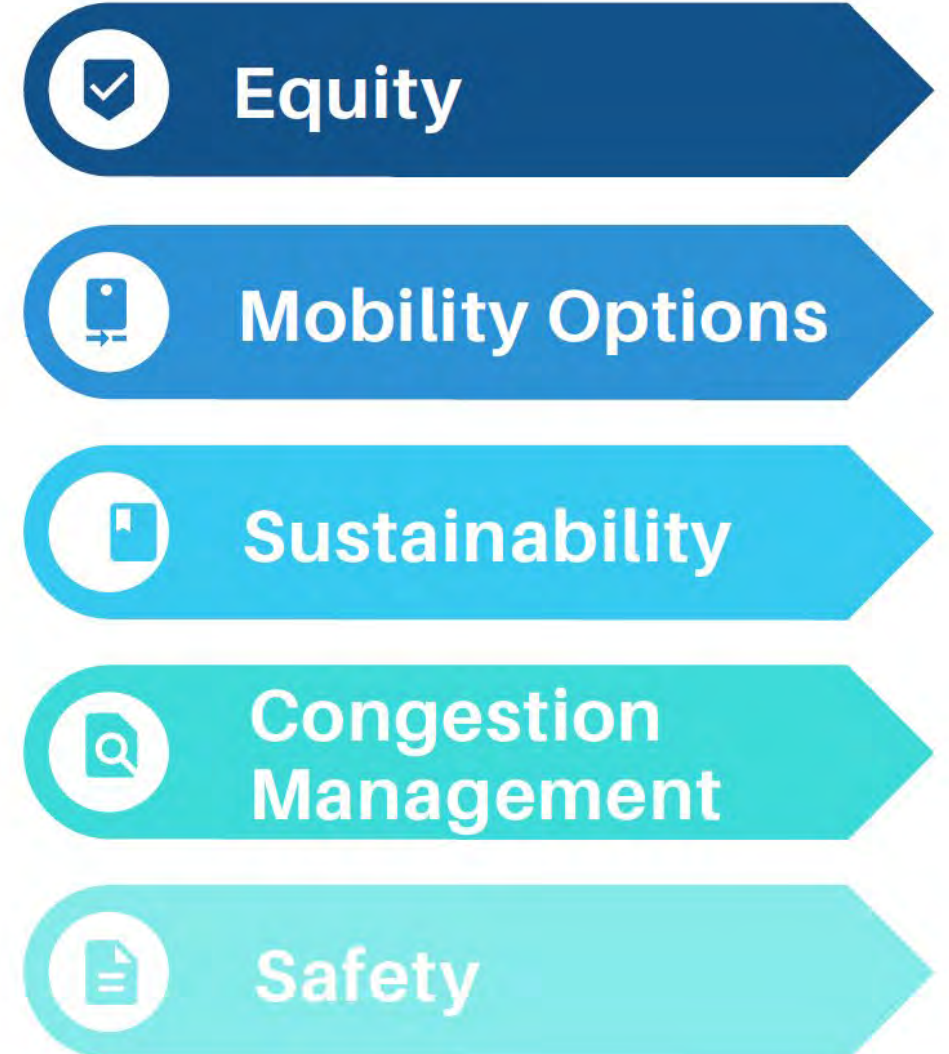 Equity
Mobility Options
Sustainability
Congestion
Management
Safety